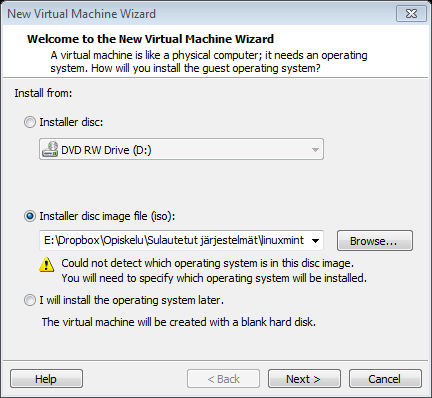 New Virtual Machine Wizard
Welcome to the New Virtual Machine Wizard
A virtual machine is like a physical computer; it needs an operating
system. How will you install the guest operating system?
Install from:
Installer disc:
DVD RW Drive (D:)
Installer disc image file (iso):
E:\Dropbox\Opiskelu\Sulautetut järjestelmät\linuxmint
Browse...
Could not detect which operating system is in this disc image.
You will need to specify which operating system will be installed.
I will install the operating system later.
The virtual machine will be created with a blank hard disk.
Help
< Back
Next >
Cancel